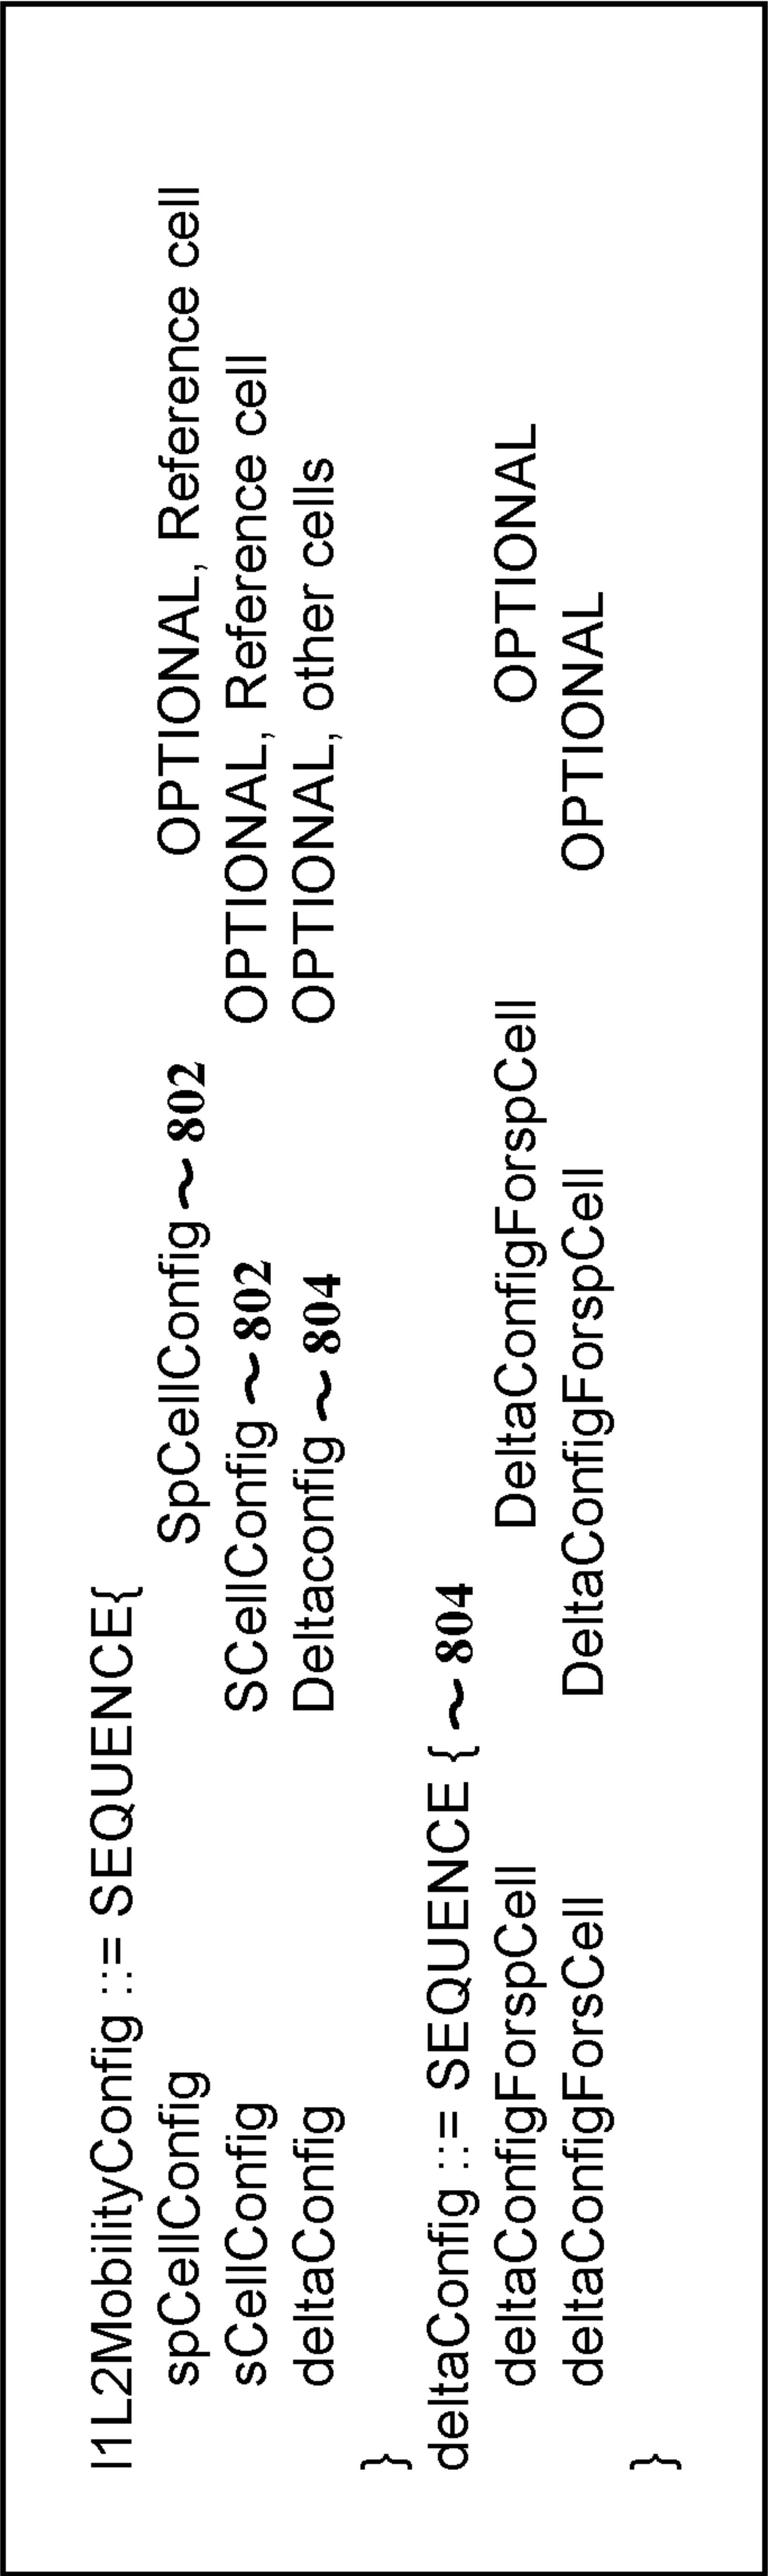 l1L2MobilityConfig ::= SEQUENCE{
spCellConfig SpCellConfig ~ 802 OPTIONAL, Reference cell
sCellConfig SCellConfig ~ 802 OPTIONAL, Reference cell
deltaConfig Deltaconfig ~ 804 OPTIONAL, other cells
}
deltaConfig ::= SEQUENCE { ~ 804
deltaConfigForspCell DeltaConfigForspCell OPTIONAL
deltaConfigForsCell DeltaConfigForspCell OPTIONAL
}